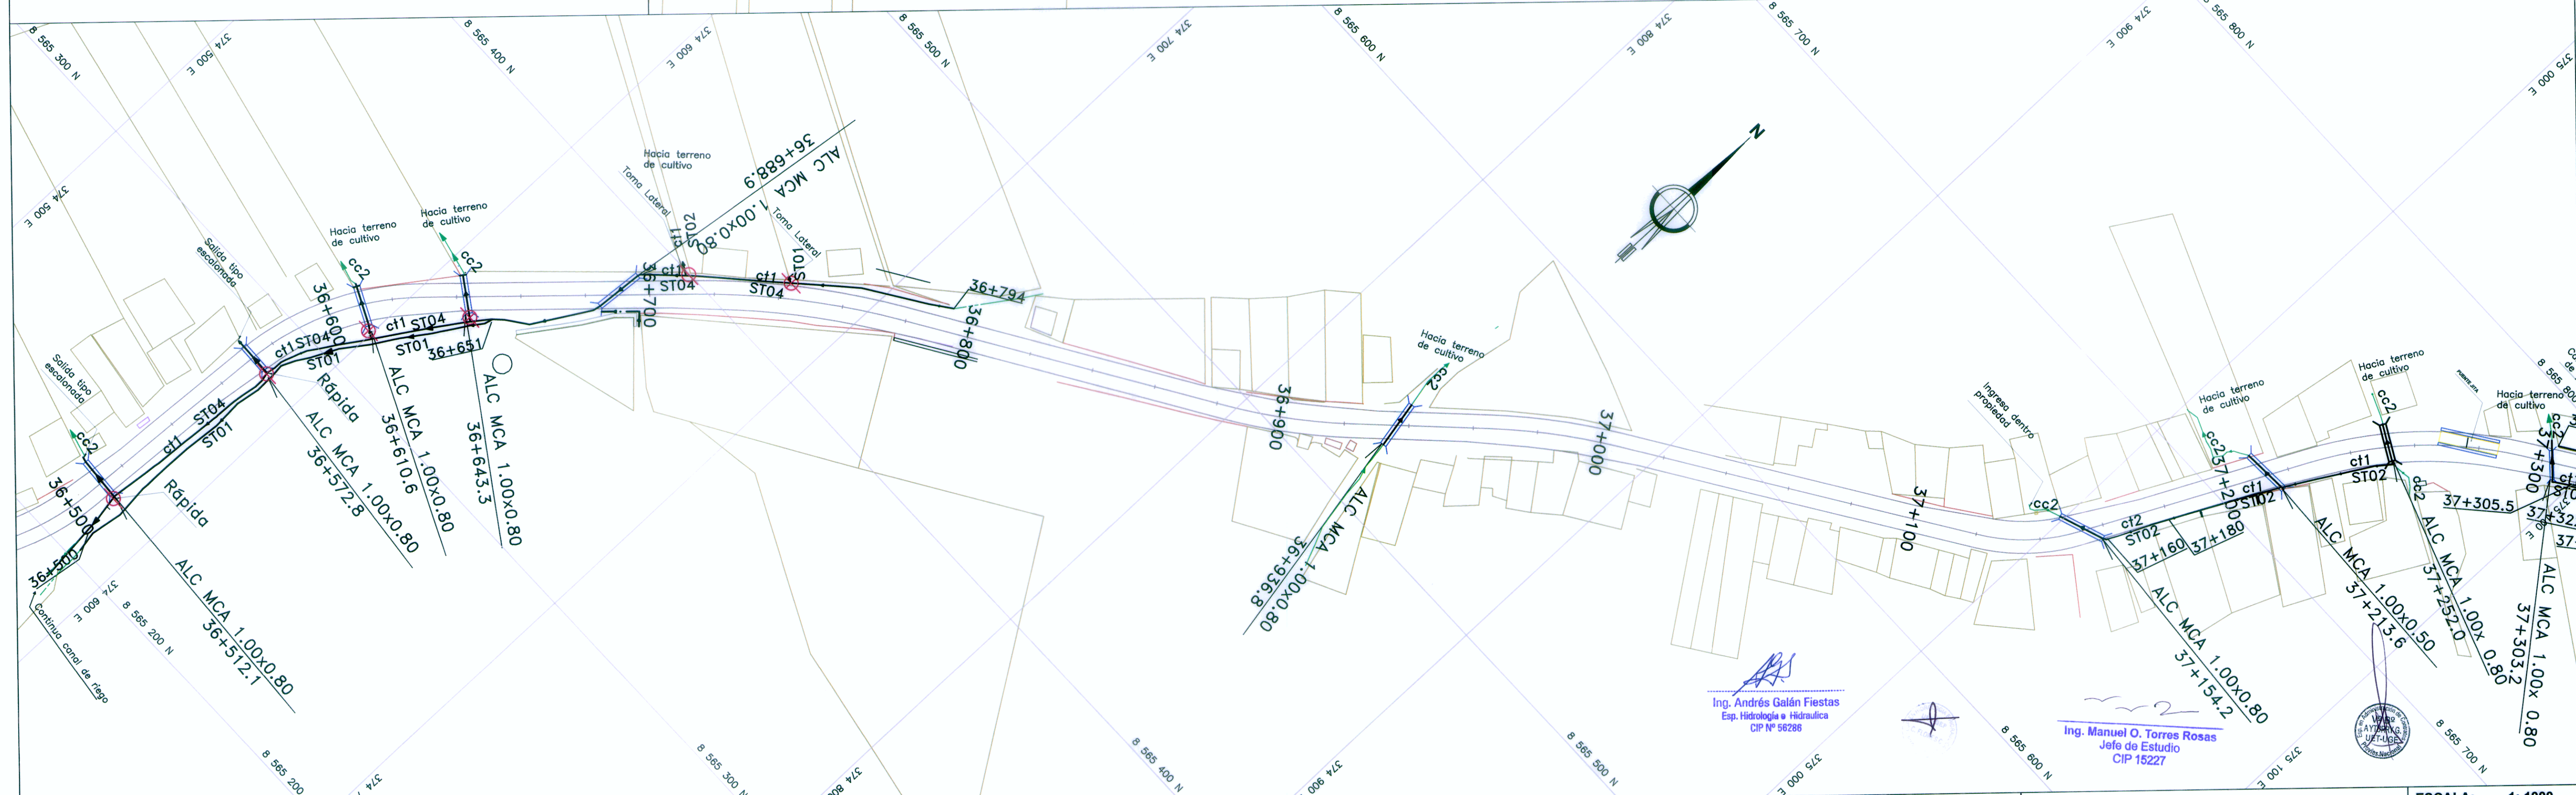 8 565 300 N
374 500 E
8 565 400 N
374 600 E
8 565 500 N
374 700 E
8 565 600 N
374 800 E
8 565 700 N
374 900 E
8 565 800 N
375 000 E
374 500 E
N
Salida tipo
escalonada
Salida tipo
escalonada
Hacia terreno
de cultivo
cc2
Hacia terreno
de cultivo
cc2
Hacia terreno
de cultivo
Toma Lateral
ct1
ST02
Toma Lateral
ST01
ALC MCA 1.00x0.80
36+688.9
36+700
ct1
ST04
ct1
ST04
36+794
36+800
36+600
ct1 ST04
ST01
ct1 ST04
ST01
36+651
ct1
ST04
ST01
cc2
36+500
36+500
Continua canal de riego
Rápida
ALC MCA 1.00x0.80
36+512.1
Rápida
ALC MCA 1.00x0.80
36+572.8
ALC MCA 1.00x0.80
36+610.6
ALC MCA 1.00x0.80
36+643.3
36+900
Hacia terreno
de cultivo
cc2
ALC MCA 1.00x0.80
36+936.8
37+000
37+100
Ingresa dentro
propiedad
cc2
ct2
ST02
37+160
37+180
ALC MCA 1.00x0.80
37+154.2
Hacia terreno
de cultivo
cc2
37+200
ct1
ST02
ALC MCA 1.00x0.50
37+213.6
Hacia terreno
de cultivo
cc2
ct1
ST02
cc2
ALC MCA 1.00x 0.80
37+252.0
Hacia terreno
de cultivo
cc2
37+300
37+305.5
ALC MCA 1.00x 0.80
37+303.2
374 600 E
8 565 200 N
8 565 200
374
8 565 300 N
374 800
8 565 400 N
374 900 E
8 565 500 N
375 000 E
8 565 600 N
375 100 E
8 565 700 N
Ing. Andrés Galán Fiestas
Esp. Hidrología e Hidraulica
CIP Nº 56286
Ing. Manuel O. Torres Rosas
Jefe de Estudio
CIP 15227
UET-UGE